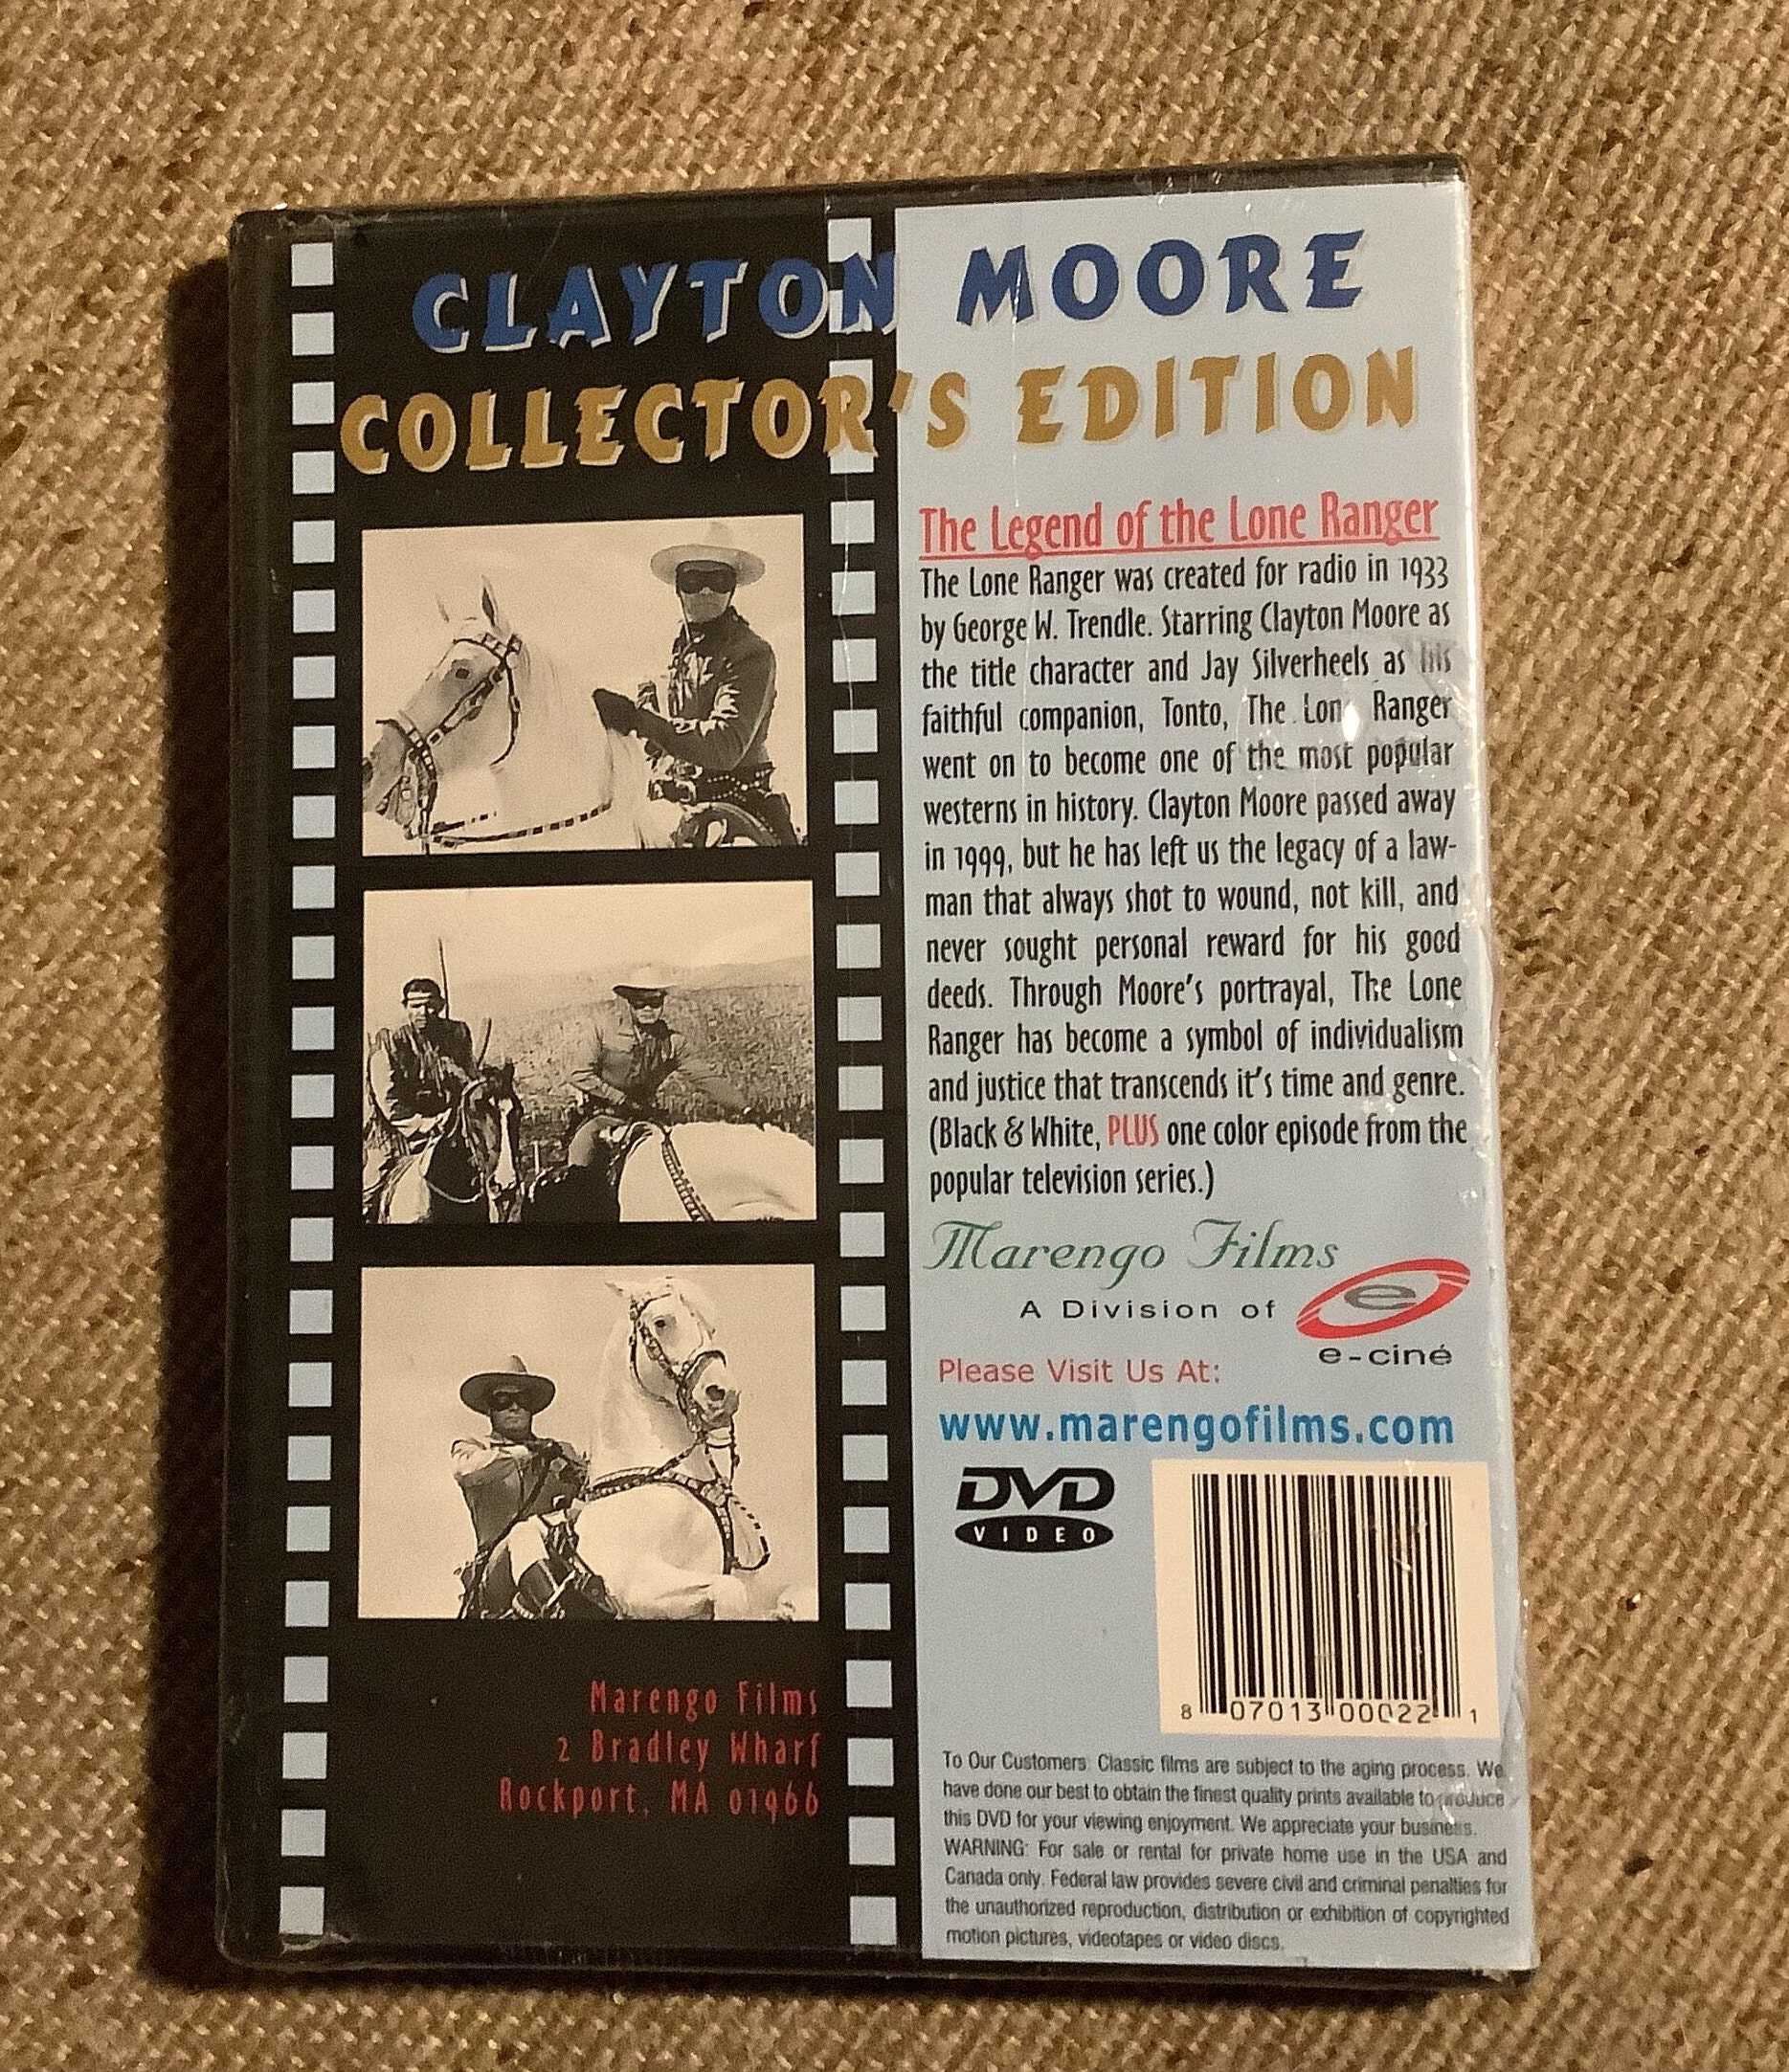 CLAYTON MOORE
COLLECTOR'S EDITION
The Legend of the Lone Ranger
The Lone Ranger was created for radio in 1933
by George W. Trendle. Starring Clayton Moore as
the title character and Jay Silverheels as his
faithful companion, Tonto, The Lone Ranger
went on to become one of the most popular
westerns in history. Clayton Moore passed away
in 1999, but he has left us the legacy of a law-
man that always shot to wound, not kill, and
never sought personal reward for his good
deeds. Through Moore's portrayal, The Lone
Ranger has become a symbol of individualism
and justice that transcends it's time and genre.
(Black & White, PLUS one color episode from the
popular television series.)
Marengo Films
A Division of
e
e-ciné
Please Visit Us At:
www.marengofilms.com
DVD
VIDEO
8 07013 00022 1
Marengo Films
2 Bradley Wharf
Rockport, MA 01966
To Our Customers: Classic films are subject to the aging process. We
have done our best to obtain the finest quality prints available to produce
this DVD for your viewing enjoyment. We appreciate your business.
WARNING: For sale or rental for private home use in the USA and
Canada only. Federal law provides severe civil and criminal penalties for
the unauthorized reproduction, distribution or exhibition of copyrighted
motion pictures, videotapes or video discs.